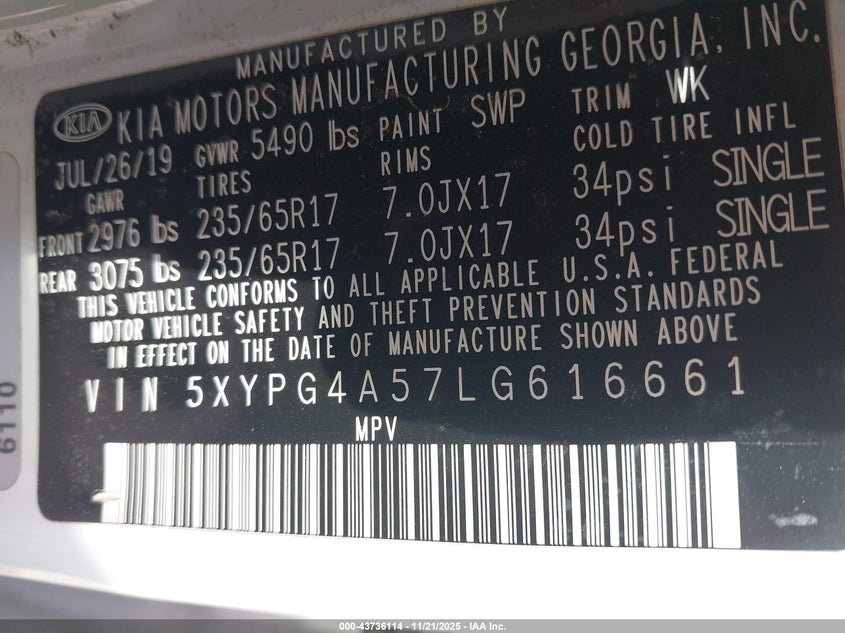 MANUFACTURED BY
KIA KIA MOTORS MANUFACTURING GEORGIA, INC.
JUL/26/19 GVWR 5490 lbs PAINT SWP TRIM WK
GAWR TIRES RIMS COLD TIRE INFL
FRONT 2976 lbs 235/65R17 7.0JX17 34psi SINGLE
REAR 3075 lbs 235/65R17 7.0JX17 34psi SINGLE
THIS VEHICLE CONFORMS TO ALL APPLICABLE U.S.A. FEDERAL
MOTOR VEHICLE SAFETY AND THEFT PREVENTION STANDARDS
IN EFFECT ON THE DATE OF MANUFACTURE SHOWN ABOVE
VIN 5XYPG4A57LG616661
MPV
6110
000-43736114 — 11/21/2025 — IAA Inc.